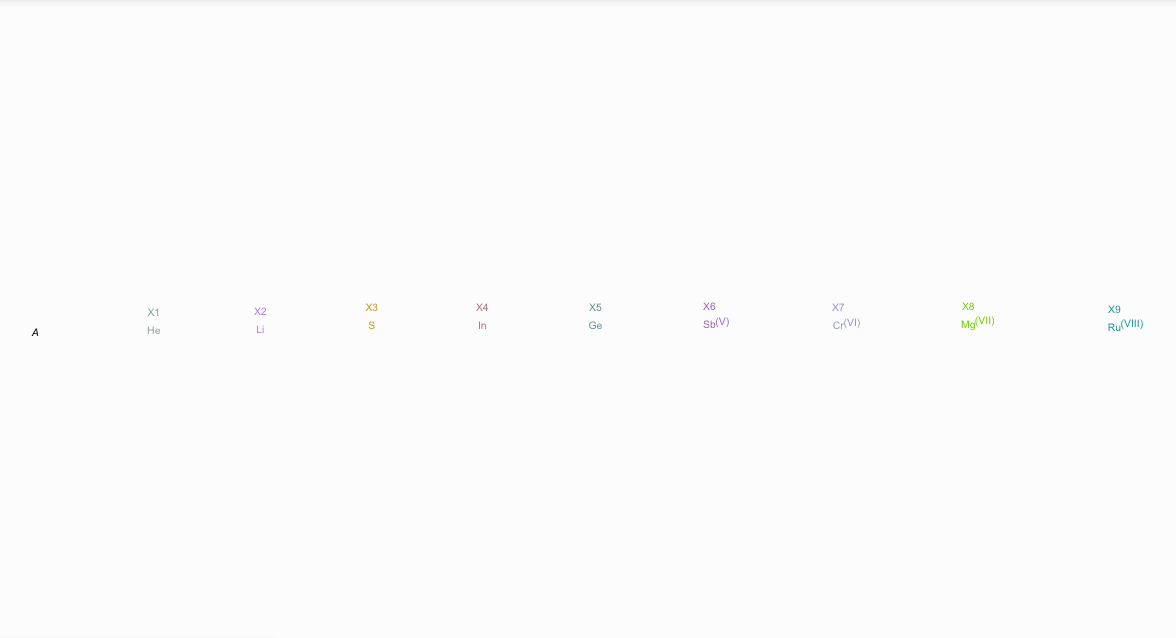 X1 X2 X3 X4 X5 X6 X7 X8 X9
A He Li S In Ge Sb(V) Cr(VI) Mg(VII) Ru(VIII)